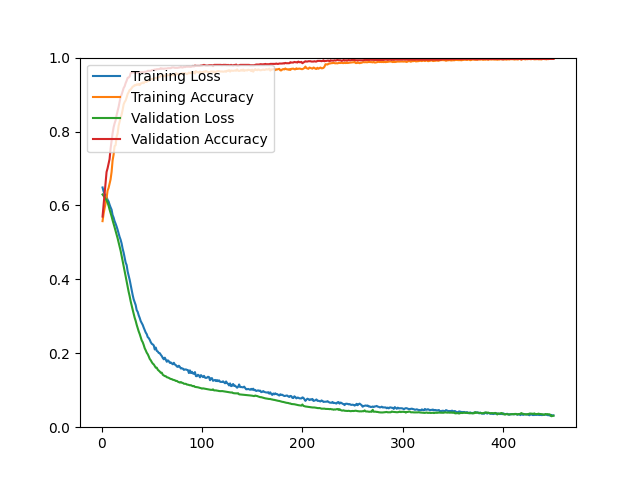 1.0
0.8
0.6
0.4
0.2
0.0
Training Loss
Training Accuracy
Validation Loss
Validation Accuracy
0 100 200 300 400